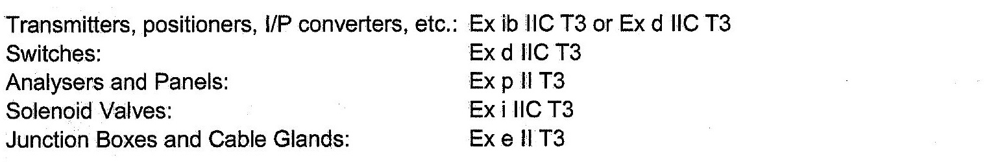 Transmitters, positioners, I/P converters, etc.: Ex ib IIC T3 or Ex d IIC T3
Switches: Ex d IIC T3
Analysers and Panels: Ex p II T3
Solenoid Valves: Ex i IIC T3
Junction Boxes and Cable Glands: Ex e II T3